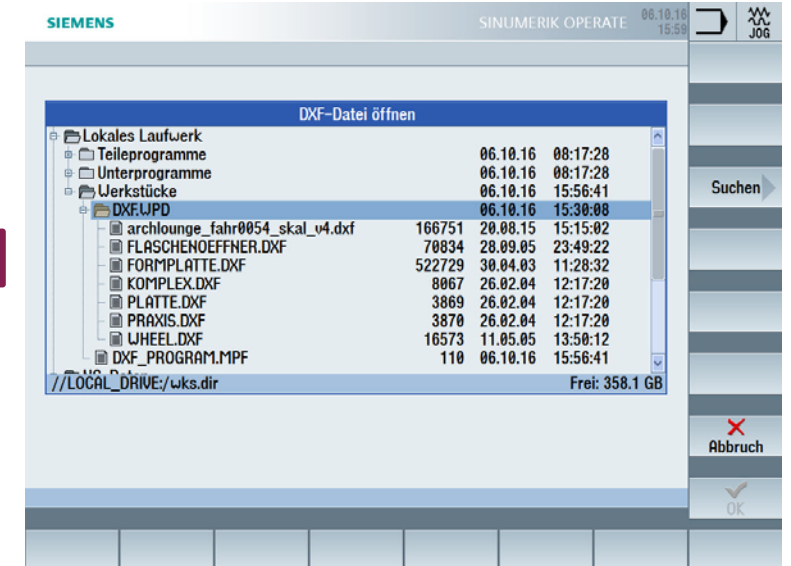 SIEMENS SINUMERIK OPERATE 06.10.16
15:59
JOG
DXF-Datei öffnen
Lokales Laufwerk
Teileprogramme 06.10.16 08:17:28
Unterprogramme 06.10.16 08:17:28
Werkstücke 06.10.16 15:56:41
DXF.WPD 06.10.16 15:30:08
archlounge_fahr0054_skal_v4.dxf 166751 20.08.15 15:15:02
FLASCHENOEFFNER.DXF 70834 28.09.05 23:49:22
FORMPLATTE.DXF 522729 30.04.03 11:28:32
KOMPLEX.DXF 8067 26.02.04 12:17:20
PLATTE.DXF 3869 26.02.04 12:17:20
PRAXIS.DXF 3870 26.02.04 12:17:20
WHEEL.DXF 16573 11.05.05 13:50:12
DXF_PROGRAM.MPF 110 06.10.16 15:56:41
//LOCAL_DRIVE:/wks.dir Frei: 358.1 GB
Suchen
Abbruch
OK